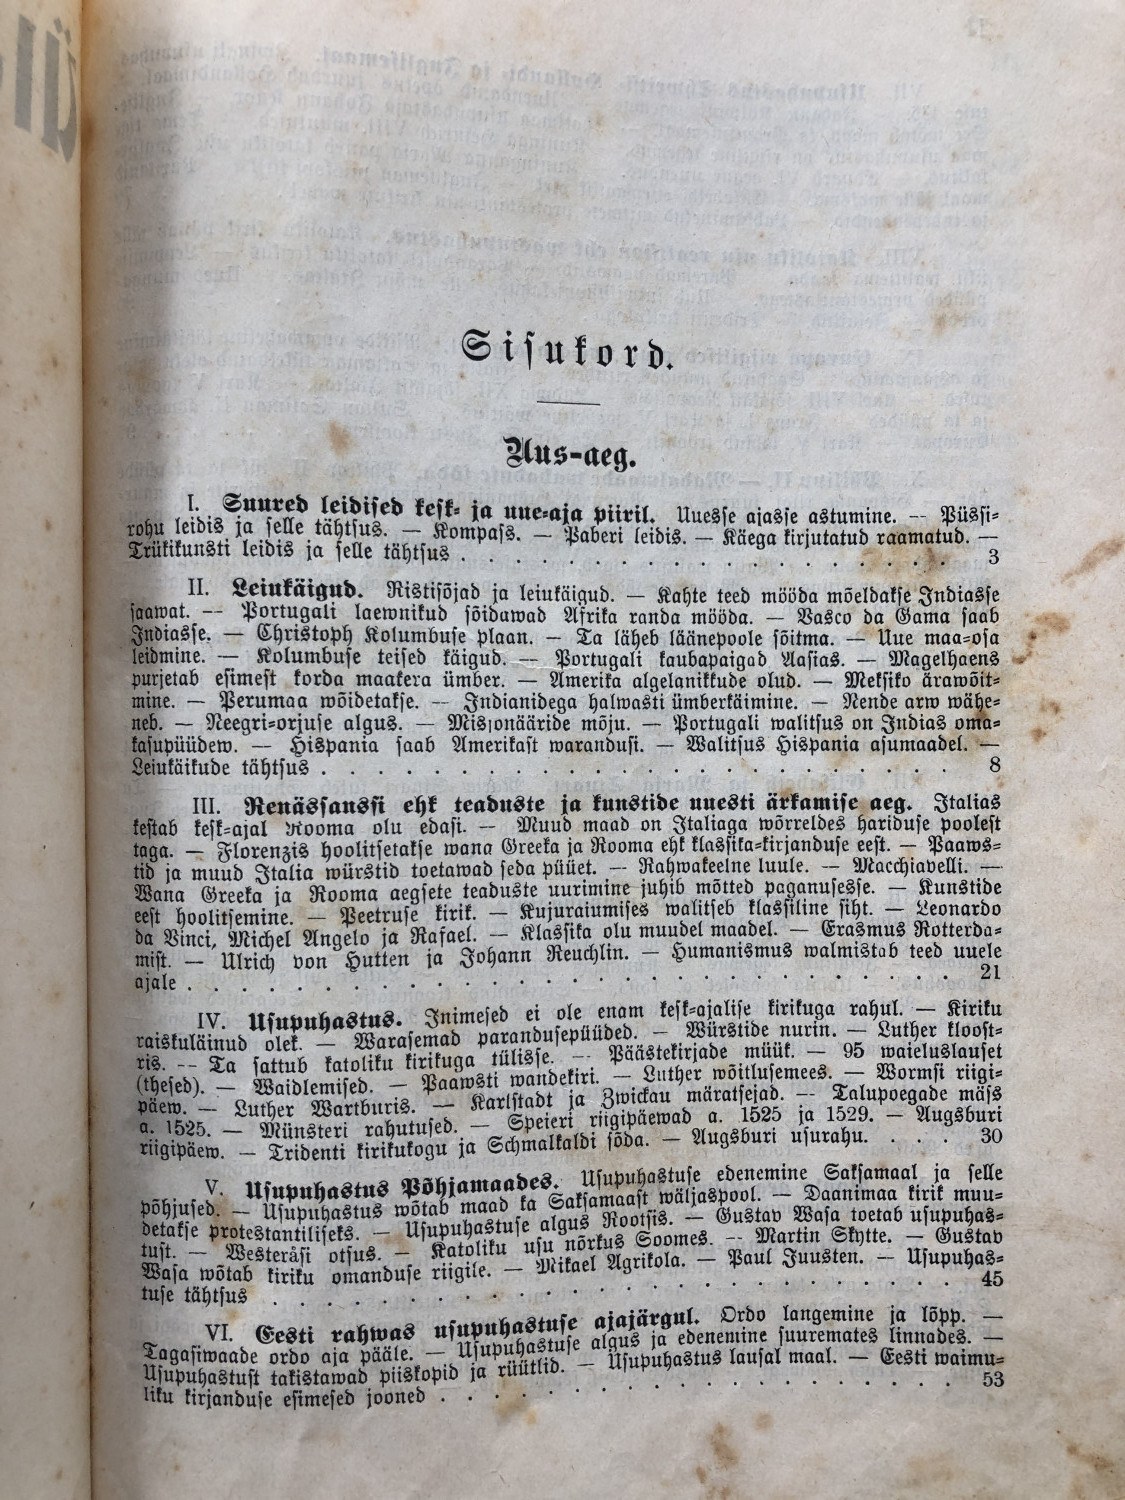 Sisukord.
Uus-aeg.
I. Suured leidised kesk- ja uue-aja piiril. Uuesse ajasse astumine. — Püssi-
rohu leidis ja selle tähtsus. — Kompass. — Paberi leidis. — Käega kirjutatud raamatud. —
Trükikunsti leidis ja selle tähtsus . . . . . . . . . . . . . . . . . . 3
II. Leiukäigud. Ristisõjad ja leiukäigud. — Kahte teed mööda mõeldakse Indiasse
saawat. — Portugali laewnikud sõidawad Afrika randa mööda. — Vasco da Gama saab
Indiasse. — Christoph Kolumbuse plaan. — Ta läheb läänepoole sõitma. — Uue maa-osa
leidmine. — Kolumbuse teised käigud. — Portugali kaubapaigad Aasias. — Magelhaens
purjetab esimest korda maakera ümber. — Amerika algelanikkude olud. — Meksiko ärawõit-
mine. — Perumaa wõidetakse. — Indianidega halwasti ümberkäimine. — Nende arw wähe-
neb. — Neegri-orjuse algus. — Misjonääride mõju. — Portugali walitsus on Indias oma-
kasupüüdew. — Hispania saab Amerikast warandusi. — Walitsus Hispania asumaadel. —
Leiukäikude tähtsus . . . . . . . . . . . . . . . . . . . . . 8
III. Renässanssi ehk teaduste ja kunstide uuesti ärkamise aeg. Italias
kestab kesk-ajal Rooma olu edasi. — Muud maad on Italiaga wõrreldes hariduse poolest
taga. — Florenzis hoolitsetakse wana Greeka ja Rooma ehk klassika-kirjanduse eest. — Paaws-
tid ja muud Italia würstid toetawad seda püüet. — Rahwakeelne luule. — Macchiavelli. —
Wana Greeka ja Rooma aegsete teaduste uurimine juhib mõtted paganusesse. — Kunstide
eest hoolitsemine. — Peetruse kirik. — Kujuraiumises walitseb klassiline siht. — Leonardo
da Vinci, Michel Angelo ja Rafael. — Klassika olu muudel maadel. — Erasmus Rotterda-
mist. — Ulrich von Hutten ja Johann Reuchlin. — Humanismus walmistab teed uuele
ajale . . . . . . . . . . . . . . . . . . . . . . . . . 21
IV. Usupuhastus. Inimesed ei ole enam kesk-ajalise kirikuga rahul. — Kiriku
raiskuläinud olek. — Warasemad parandusepüüded. — Würstide nurin. — Luther kloost-
ris. — Ta sattub katoliku kirikuga tülisse. — Päästekirjade müük. — 95 waieluslauset
(thesed). — Waidlemised. — Paawsti wandekiri. — Luther wõitlusemees. — Wormsi riigi-
päew. — Luther Wartburis. — Karlstadt ja Zwickau märatsejad. — Talupoegade mäss
a. 1525. — Münsteri rahutused. — Speieri riigipäewad a. 1525 ja 1529. — Augsburi
riigipäew. — Tridenti kirikukogu ja Schmalkaldi sõda. — Augsburi usurahu. . . . 30
V. Usupuhastus Põhjamaades. Usupuhastuse edenemine Saksamaal ja selle
põhjused. — Usupuhastus wõtab maad ka Saksamaast wäljaspool. — Daanimaa kirik muu-
detakse protestantiliseks. — Usupuhastuse algus Rootsis. — Gustav Wasa toetab usupuhas-
tust. — Westeråsi otsus. — Katoliku usu nõrkus Soomes. — Martin Skytte. — Gustav
Wasa wõtab kiriku omanduse riigile. — Mikael Agrikola. — Paul Juusten. — Usupuhas-
tuse tähtsus . . . . . . . . . . . . . . . . . . . . . . . 45
VI. Eesti rahwas usupuhastuse ajajärgul. Ordo langemine ja lõpp. —
Tagasiwaade ordo aja pääle. — Usupuhastuse algus ja edenemine suuremates linnades. —
Usupuhastust takistawad piiskopid ja rüütlid. — Usupuhastus lausal maal. — Eesti waimu-
liku kirjanduse esimesed jooned . . . . . . . . . . . . . . . . . 53